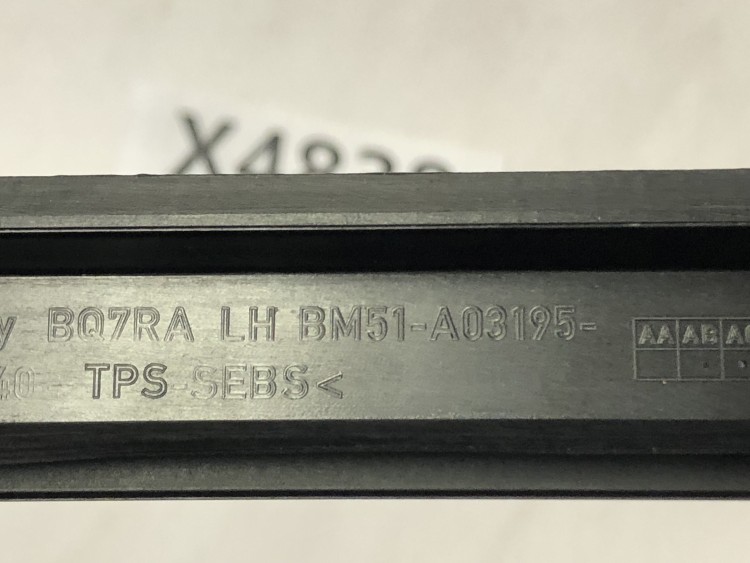 BQ7RA LH BM51-A03195-
AA AB
TPS-SEBS<